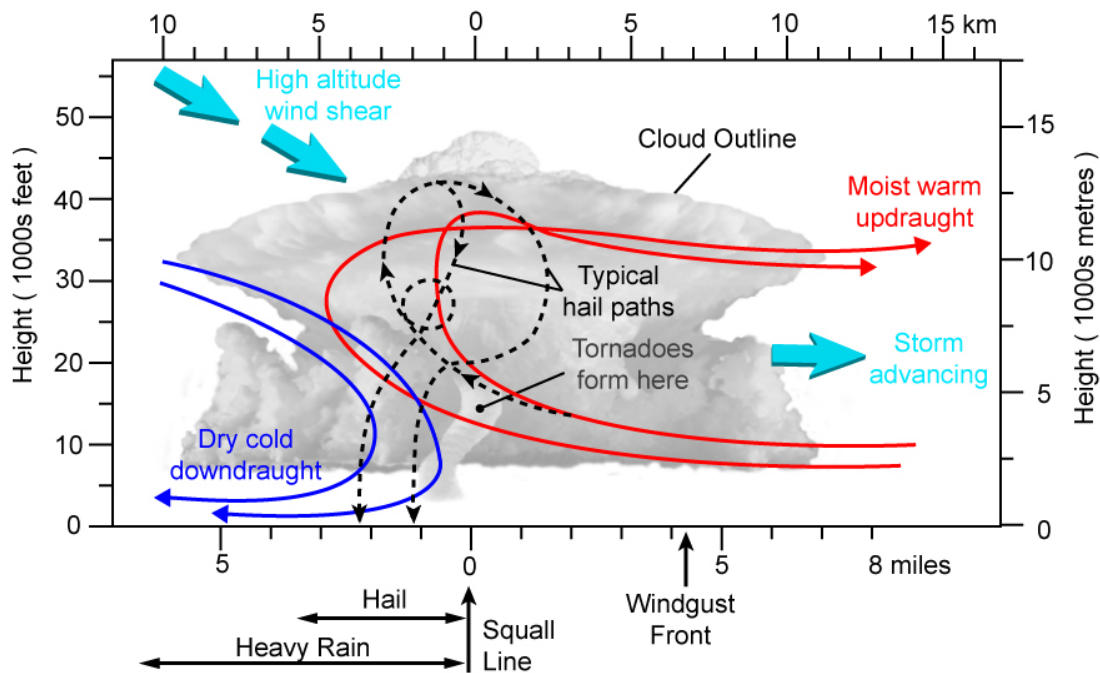 10 5 0 5 10 15 km
High altitude
wind shear
Cloud Outline
Moist warm
updraught
Height ( 1000s feet)
50
40
30
20
10
0
15
10
5
0
Height ( 1000s metres)
Typical
hail paths
Tornadoes
form here
Storm
advancing
Dry cold
downdraught
5 0 5 8 miles
Hail
Heavy Rain
Squall
Line
Windgust
Front